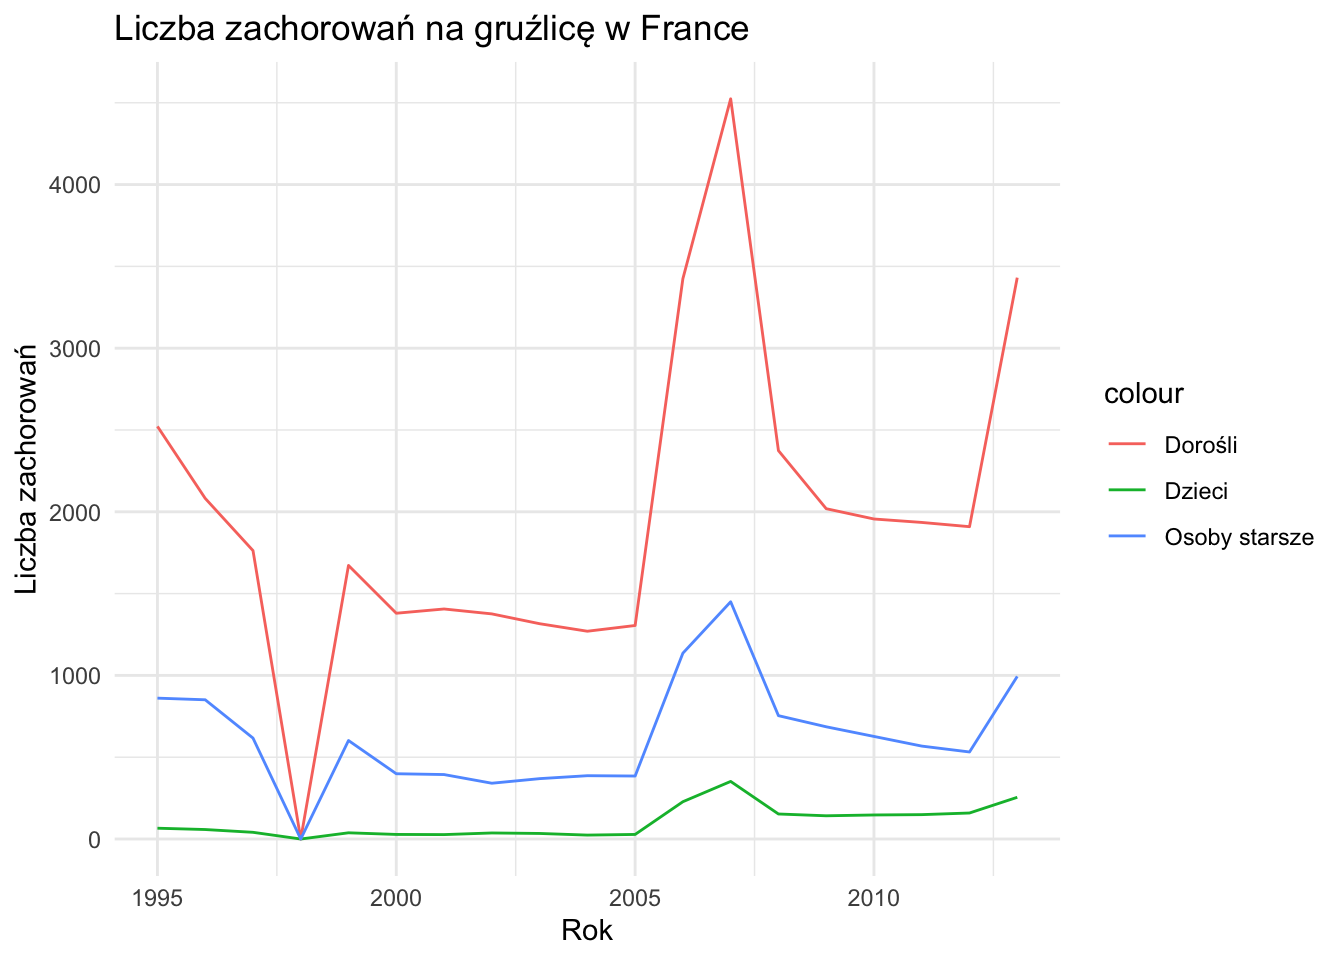 Liczba zachorowań na gruźlicę w France
Liczba zachorowań
4000
3000
2000
1000
0
1995
2000
2005
2010
Rok
colour
Dorośli
Dzieci
Osoby starsze